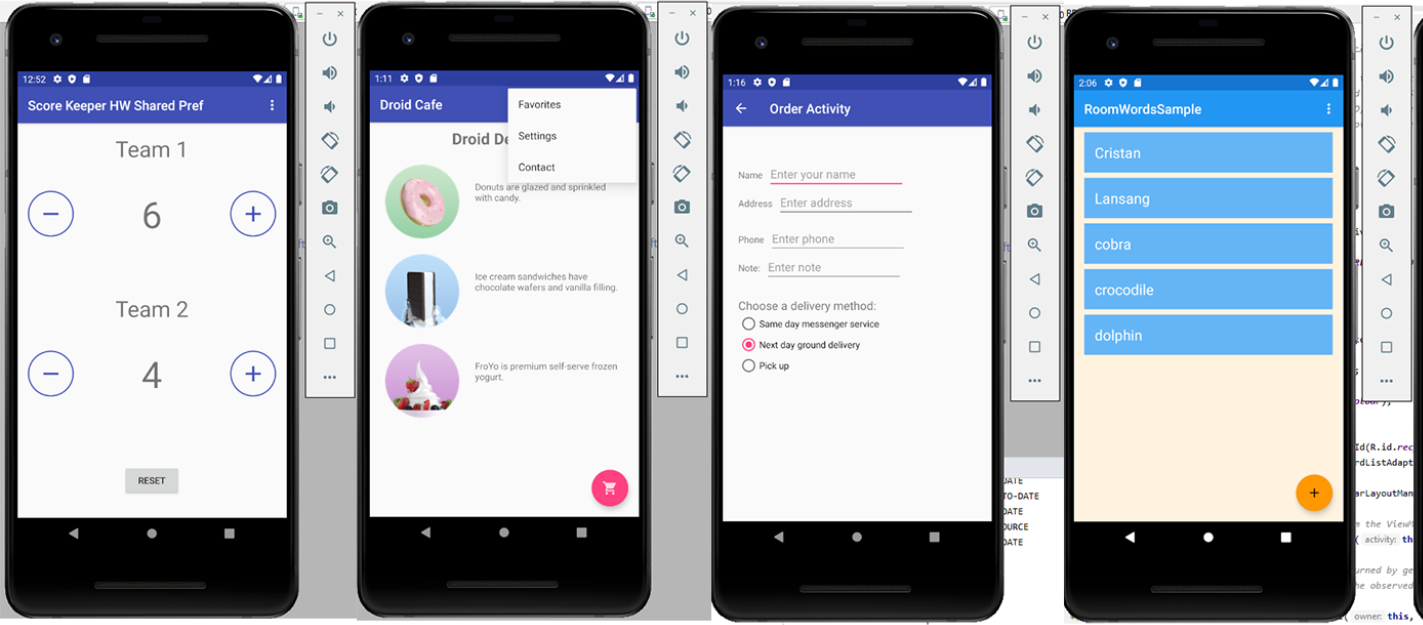 12:52
Score Keeper HW Shared Pref
Team 1
6
Team 2
4
RESET
1:11
Droid Cafe
Favorites
Settings
Contact
Droid De
Donuts are glazed and sprinkled
with candy.
Ice cream sandwiches have
chocolate wafers and vanilla filling.
FroYo is premium self-serve frozen
yogurt.
1:16
Order Activity
Name Enter your name
Address Enter address
Phone Enter phone
Note: Enter note
Choose a delivery method:
Same day messenger service
Next day ground delivery
Pick up
DATE
TO-DATE
DATE
OURCE
DATE
2:06
RoomWordsSample
Cristan
Lansang
cobra
crocodile
dolphin
Id(R.id.rec
rdListAdapt
arLayoutMan
m the ViewM
( activity: th
urned by ge
he observed
( owner: this,